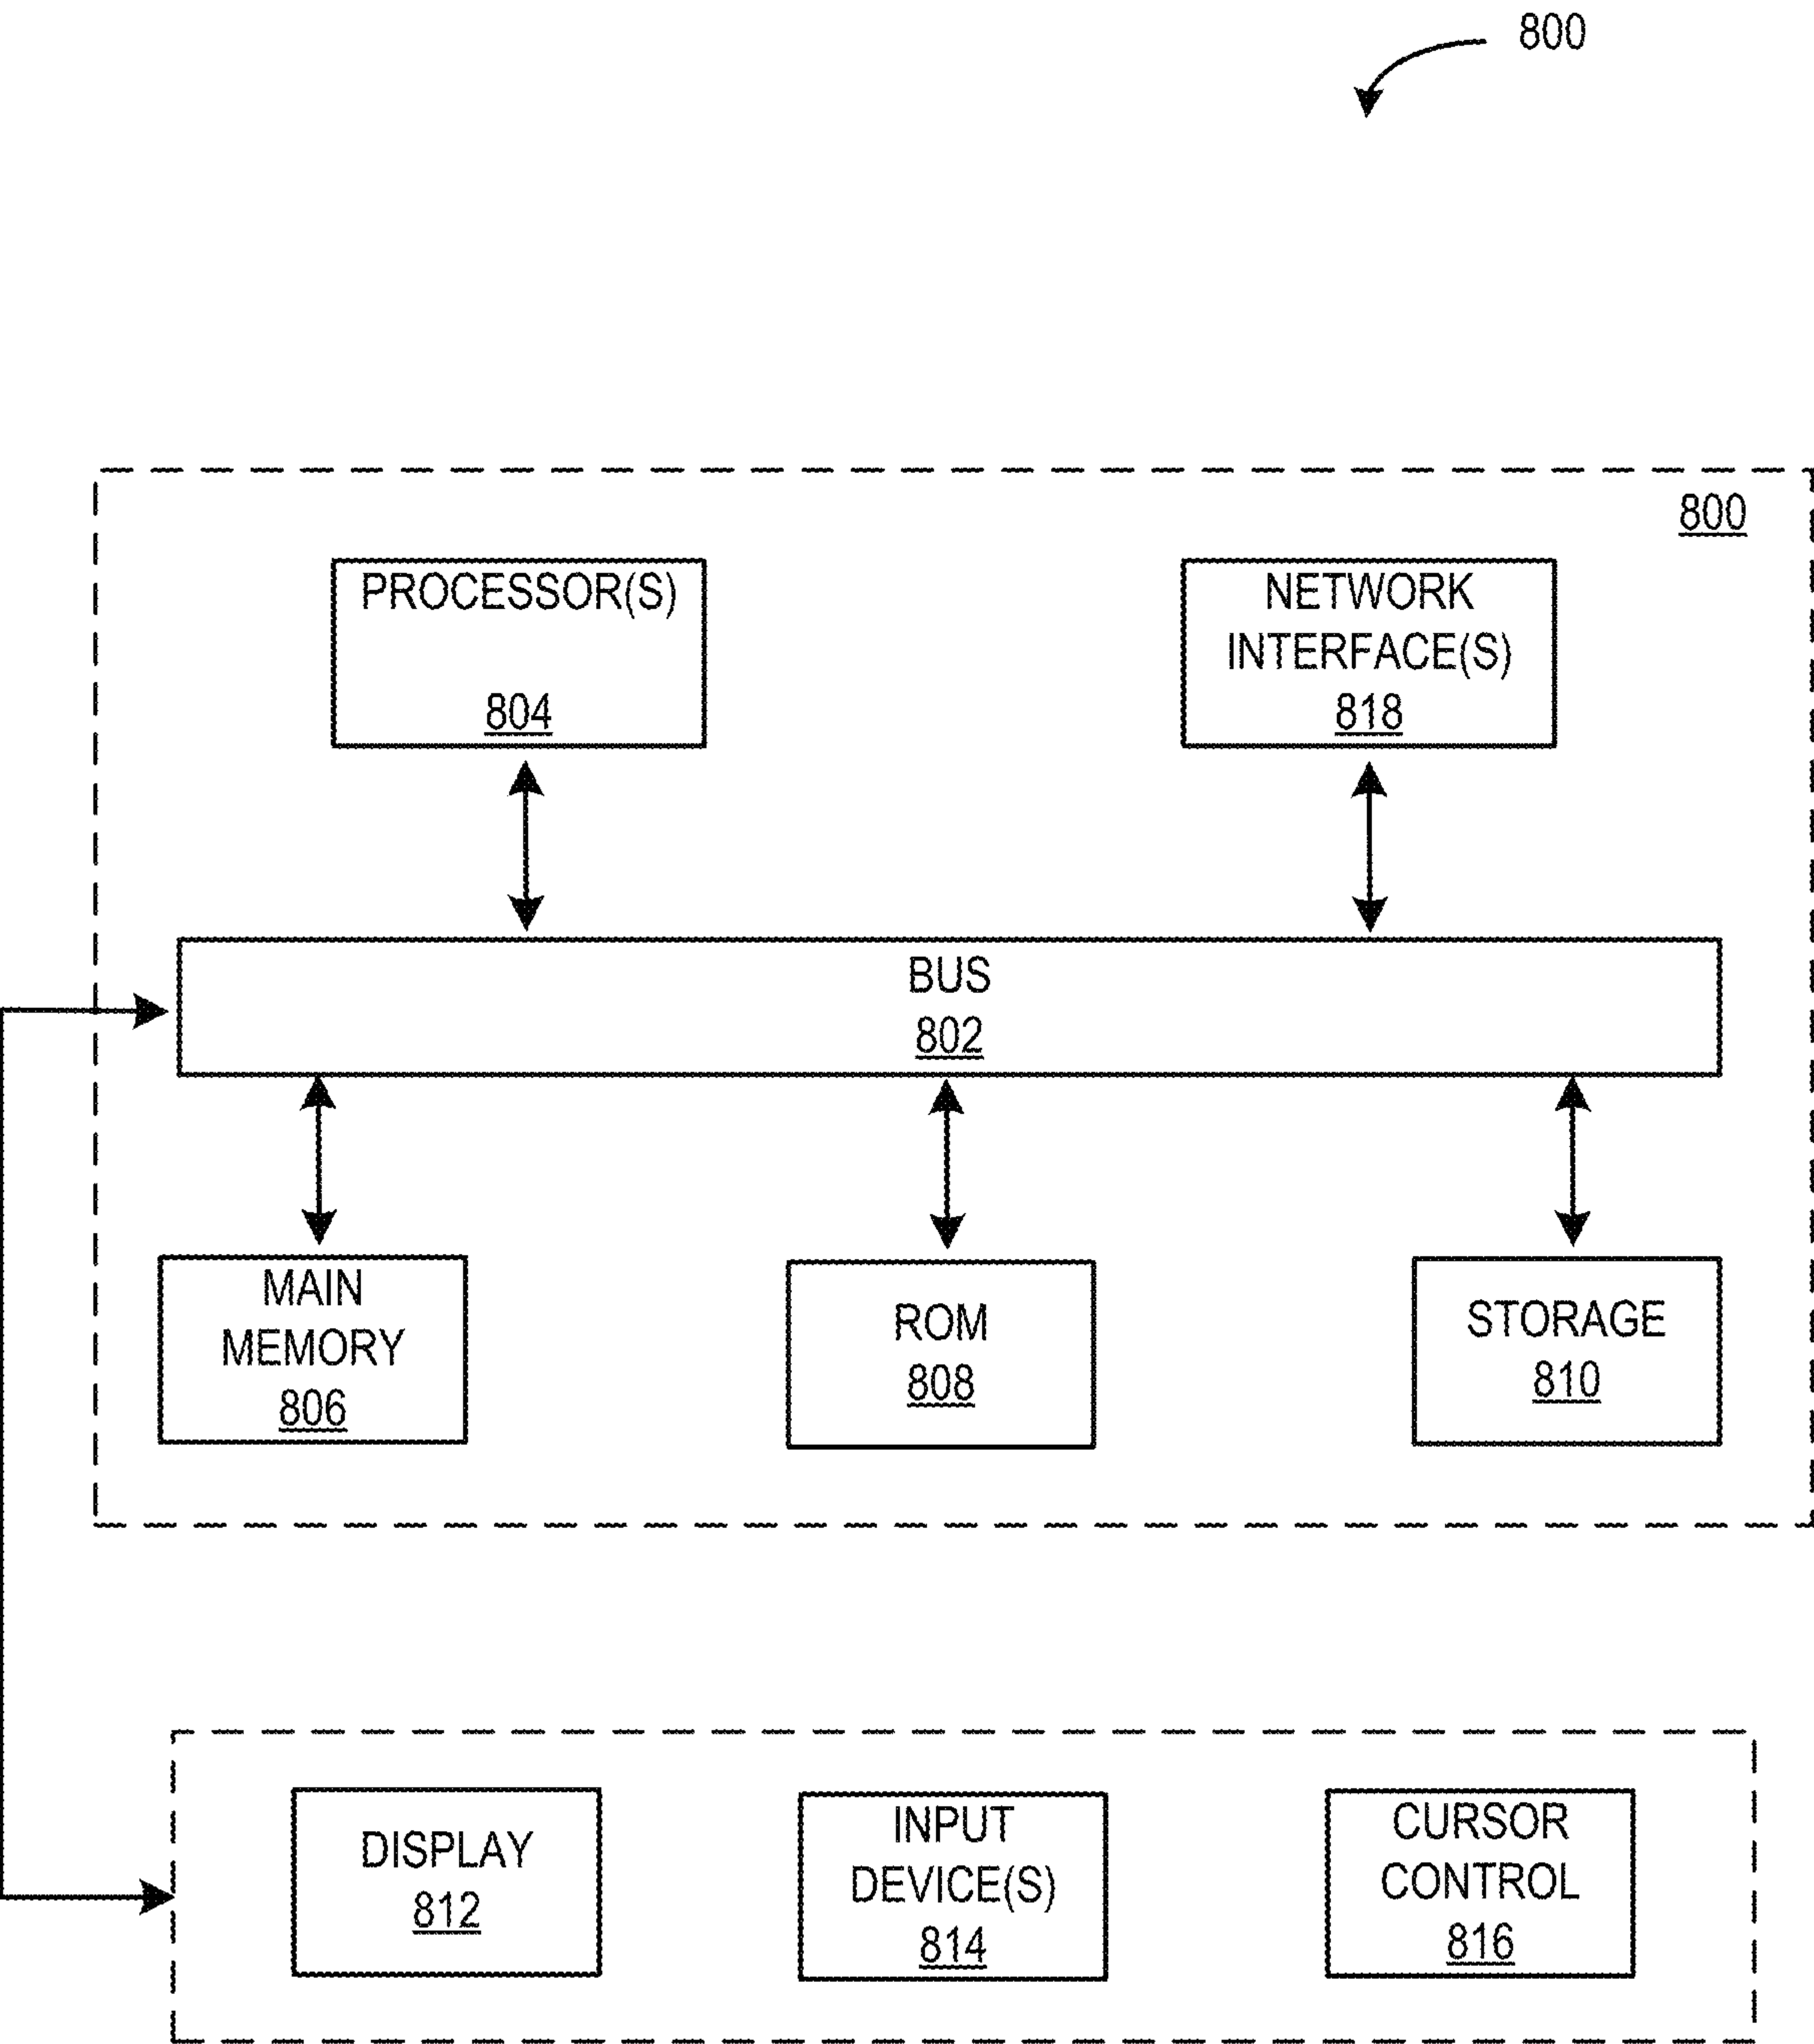 800
800
PROCESSOR(S)
804
NETWORK
INTERFACE(S)
818
BUS
802
MAIN
MEMORY
806
ROM
808
STORAGE
810
DISPLAY
812
INPUT
DEVICE(S)
814
CURSOR
CONTROL
816